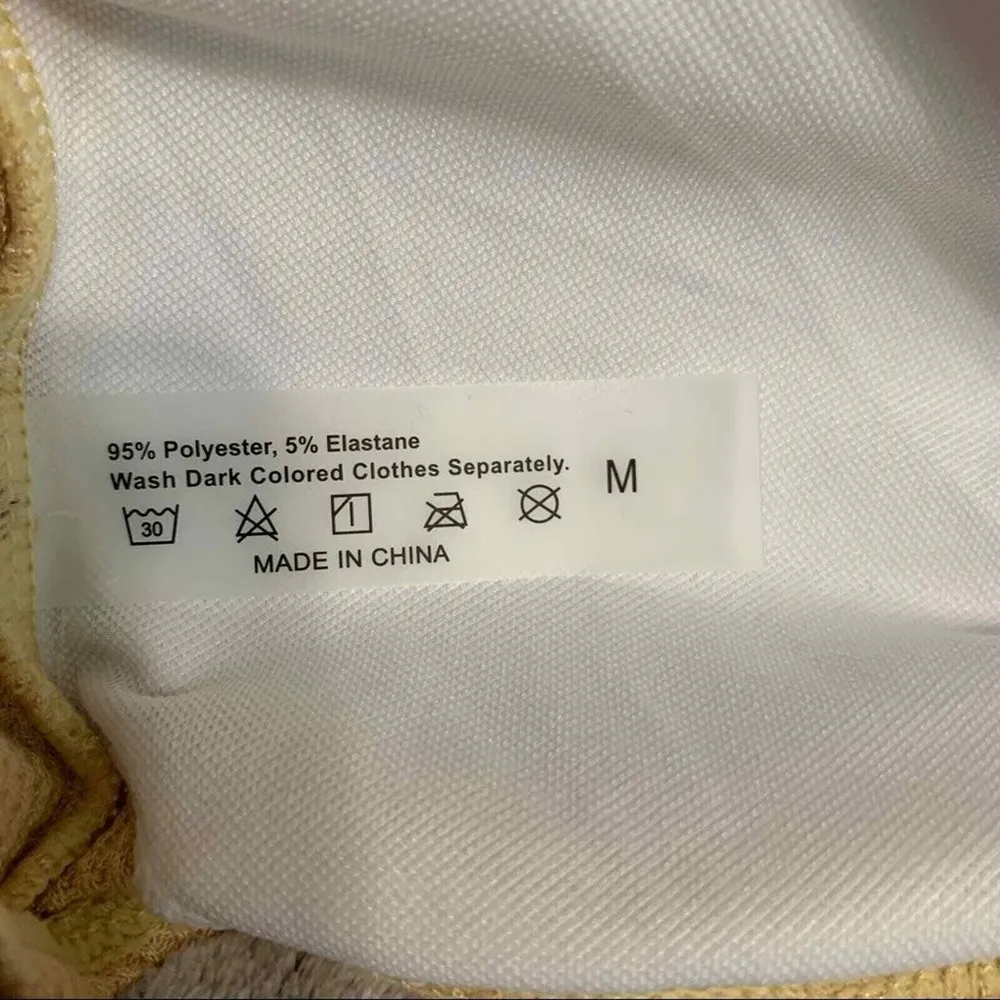 95% Polyester, 5% Elastane
Wash Dark Colored Clothes Separately.
M
30
MADE IN CHINA